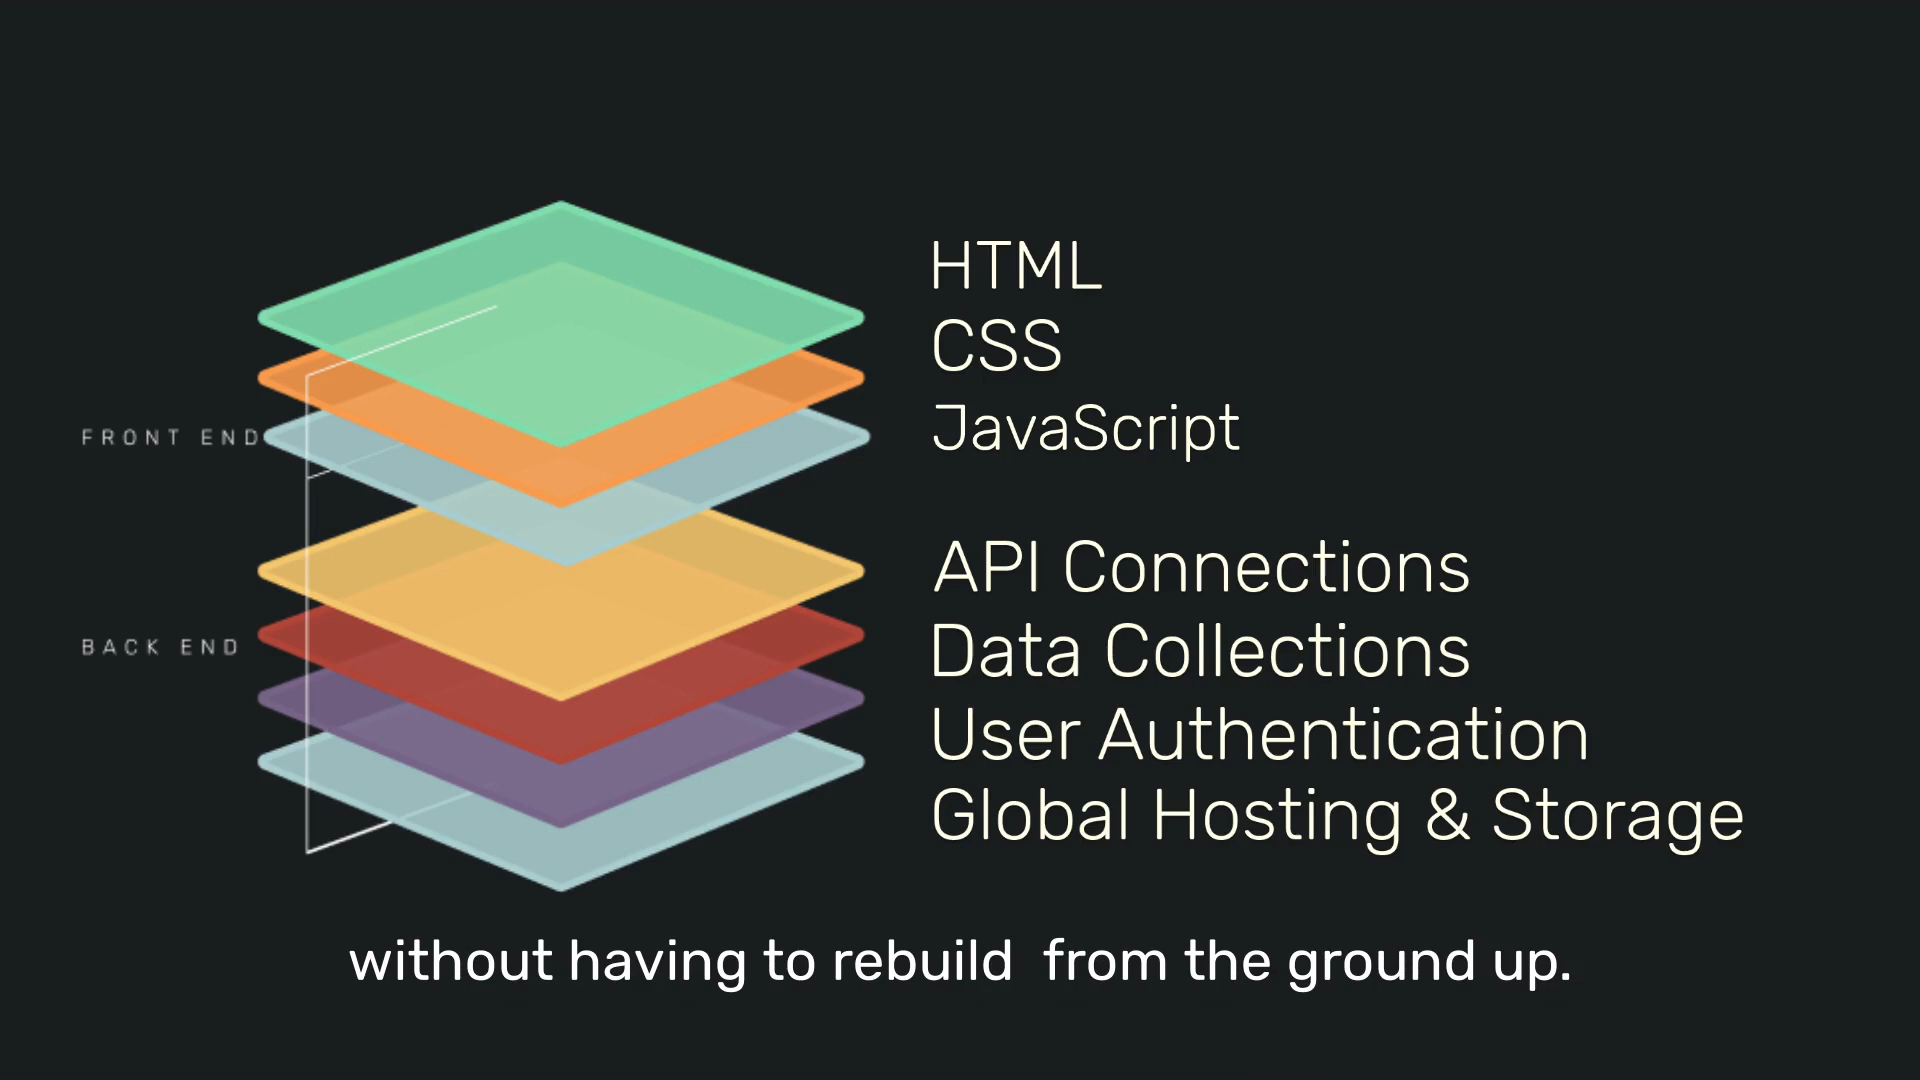 HTML
CSS
JavaScript
FRONT END
API Connections
Data Collections
BACK END
User Authentication
Global Hosting & Storage
without having to rebuild  from the ground up.